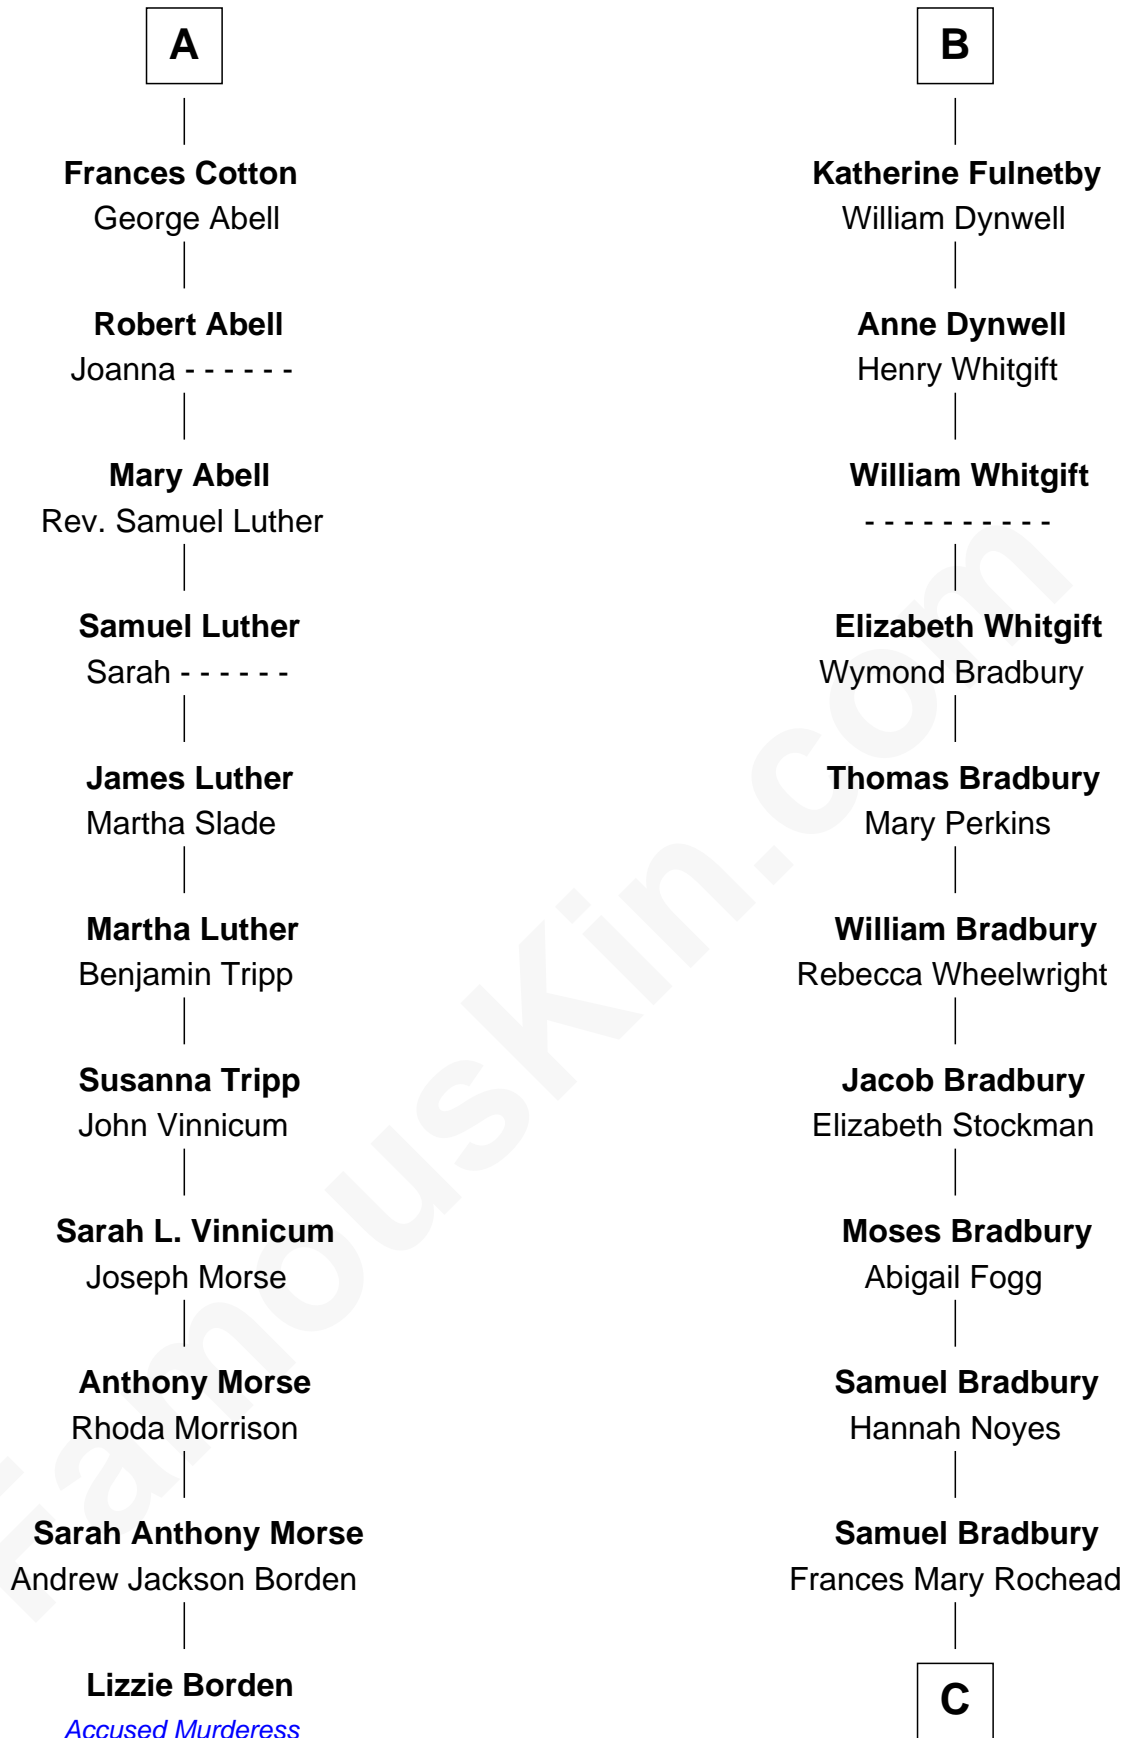 A
Frances Cotton
George Abell
Robert Abell
Joanna - - - - - -
Mary Abell
Rev. Samuel Luther
Samuel Luther
Sarah - - - - - -
James Luther
Martha Slade
Martha Luther
Benjamin Tripp
Susanna Tripp
John Vinnicum
Sarah L. Vinnicum
Joseph Morse
Anthony Morse
Rhoda Morrison
Sarah Anthony Morse
Andrew Jackson Borden
Lizzie Borden
Accused Murderess
B
Katherine Fulnetby
William Dynwell
Anne Dynwell
Henry Whitgift
William Whitgift
- - - - - - - - - -
Elizabeth Whitgift
Wymond Bradbury
Thomas Bradbury
Mary Perkins
William Bradbury
Rebecca Wheelwright
Jacob Bradbury
Elizabeth Stockman
Moses Bradbury
Abigail Fogg
Samuel Bradbury
Hannah Noyes
Samuel Bradbury
Frances Mary Rochead
C
FamousKin.com